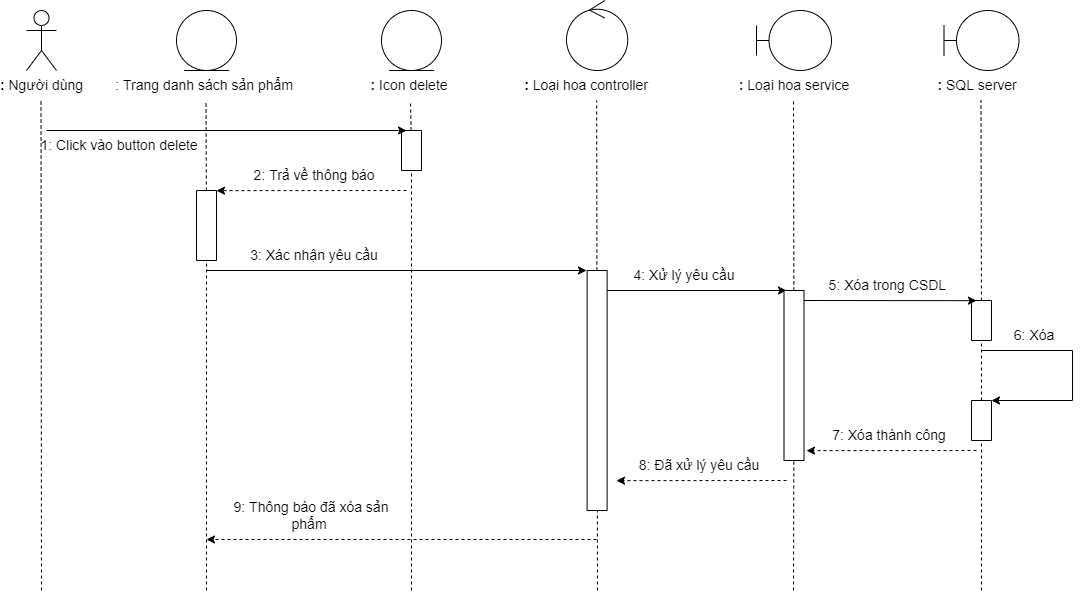 : Người dùng
: Trang danh sách sản phẩm
: Icon delete
: Loại hoa controller
: Loại hoa service
: SQL server
1: Click vào button delete
2: Trả về thông báo
3: Xác nhận yêu cầu
4: Xử lý yêu cầu
5: Xóa trong CSDL
6: Xóa
7: Xóa thành công
8: Đã xử lý yêu cầu
9: Thông báo đã xóa sản
phẩm